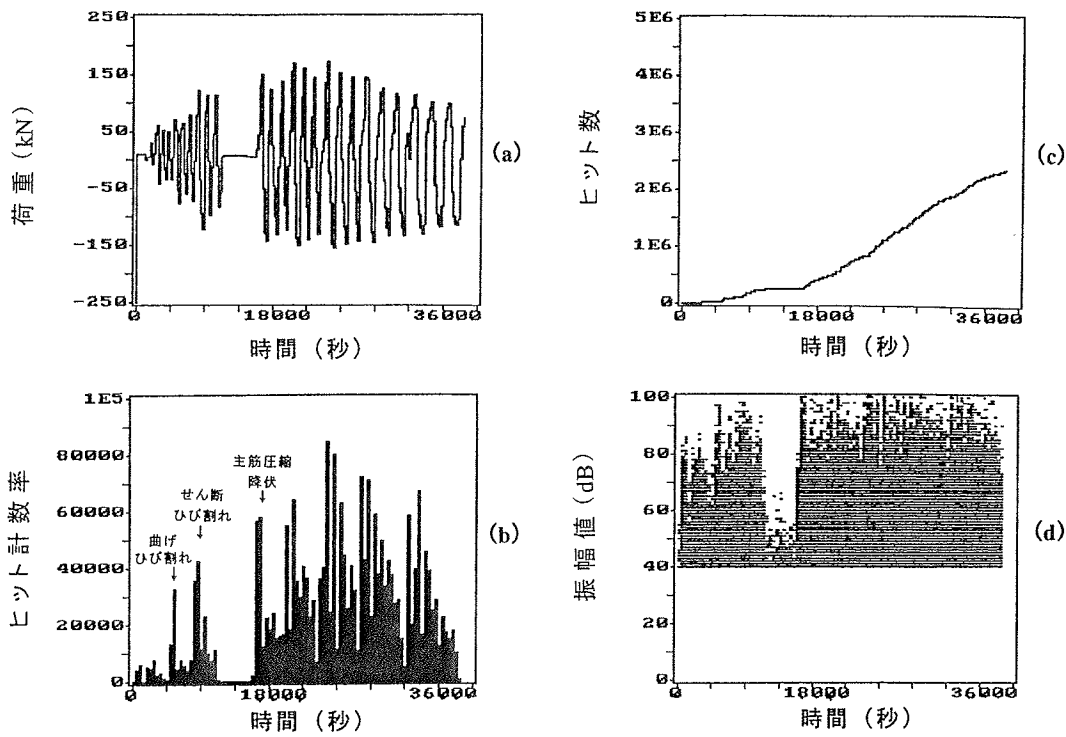 250
150
50
-50
-150
-250
荷重(kN)
0
18000
36000
時間(秒)
(a)
5E6
4E6
3E6
2E6
1E6
0
ヒット数
0
18000
36000
時間(秒)
(c)
1E5
80000
60000
40000
20000
0
ヒット計数率
曲げ
ひび割れ
せん断
ひび割れ
主筋圧縮
降伏
0
18000
36000
時間(秒)
(b)
100
80
60
40
20
0
振幅値(dB)
0
18000
36000
時間(秒)
(d)